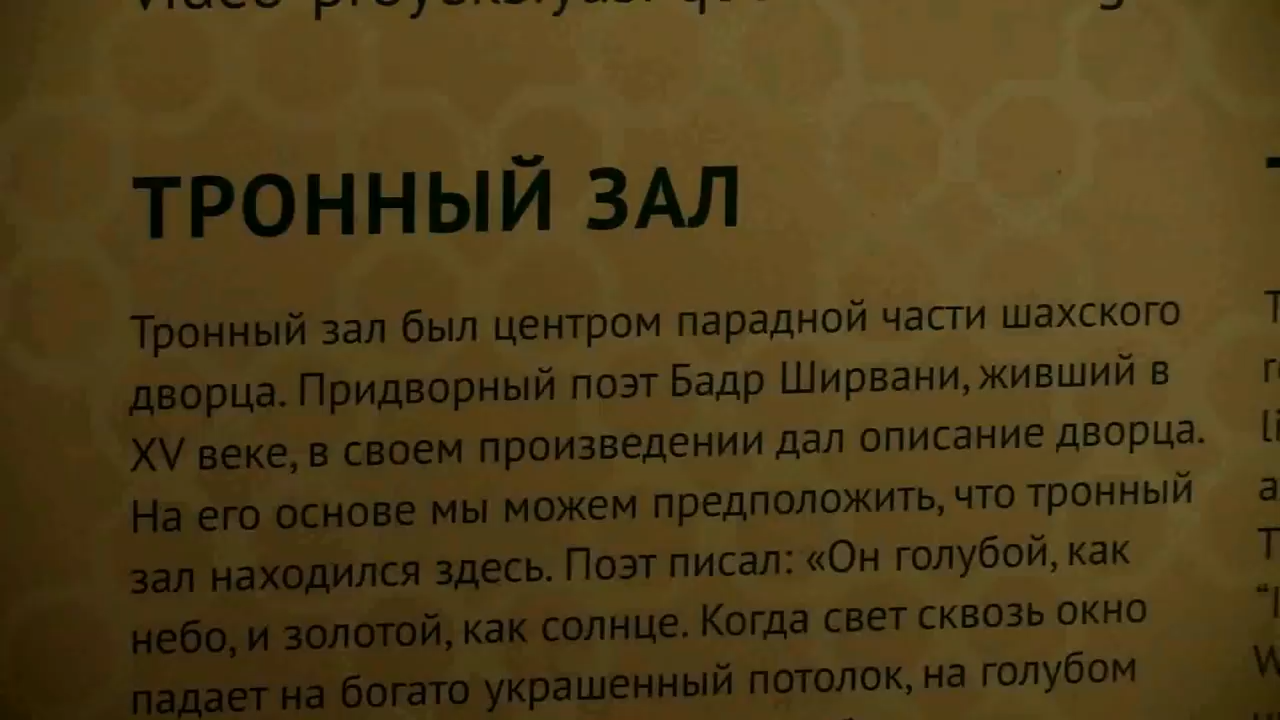 ТРОННЫЙ ЗАЛ
Тронный зал был центром парадной части шахского
дворца. Придворный поэт Бадр Ширвани, живший в
XV веке, в своем произведении дал описание дворца.
На его основе мы можем предположить, что тронный
зал находился здесь. Поэт писал: «Он голубой, как
небо, и золотой, как солнце. Когда свет сквозь окно
падает на богато украшенный потолок, на голубом